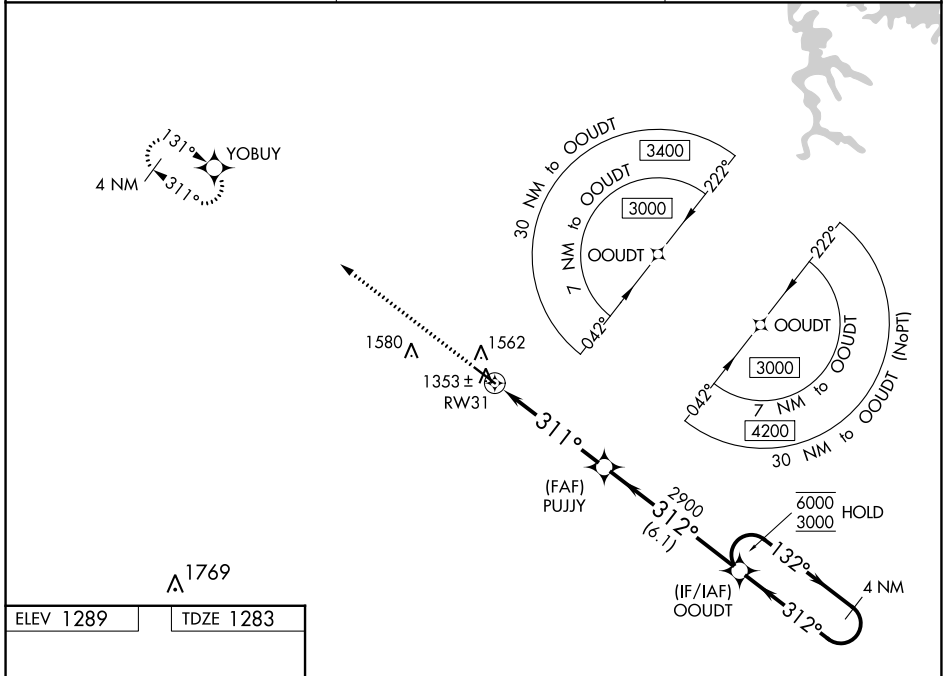 131°
YOBUY
4 NM
311°
30 NM to OOUDT
3400
222°
7 NM to OOUDT
3000
OOUDT
042°
222°
OOUDT
3000
042°
7 NM to OOUDT
4200
30 NM to OOUDT (NoPT)
1580
1562
1353 ±
RW31
311°
(FAF)
PUJJY
2900
312°
(6.1)
6000
3000
HOLD
132°
4 NM
(IF/IAF)
OOUDT
312°
1769
ELEV 1289
TDZE 1283